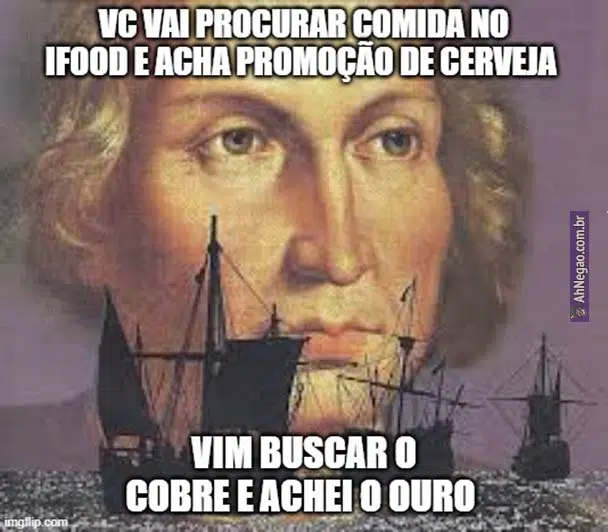 VC VAI PROCURAR COMIDA NO
IFOOD E ACHA PROMOÇÃO DE CERVEJA
AhNegao.com.br
VIM BUSCAR O
COBRE E ACHEI O OURO
imgflip.com